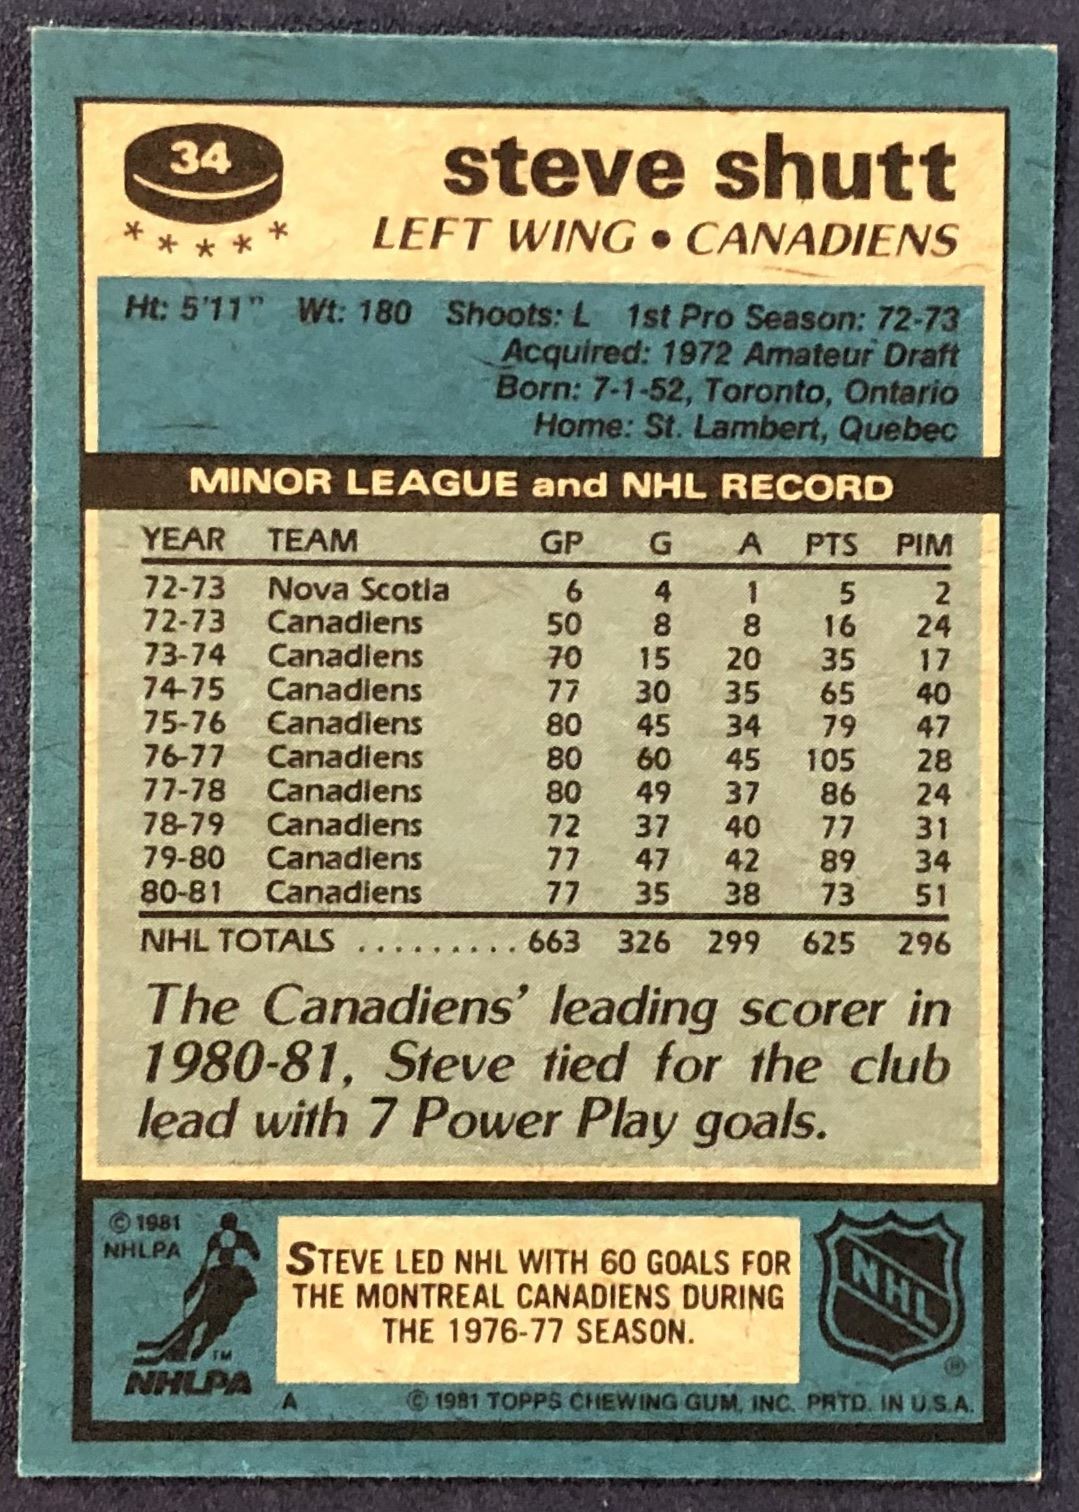 34
steve shutt
* * * * *
LEFT WING • CANADIENS
Ht: 5'11" Wt: 180 Shoots: L 1st Pro Season: 72-73
Acquired: 1972 Amateur Draft
Born: 7-1-52, Toronto, Ontario
Home: St. Lambert, Quebec
MINOR LEAGUE and NHL RECORD
YEAR TEAM GP G A PTS PIM
72-73 Nova Scotia 6 4 1 5 2
72-73 Canadiens 50 8 8 16 24
73-74 Canadiens 70 15 20 35 17
74-75 Canadiens 77 30 35 65 40
75-76 Canadiens 80 45 34 79 47
76-77 Canadiens 80 60 45 105 28
77-78 Canadiens 80 49 37 86 24
78-79 Canadiens 72 37 40 77 31
79-80 Canadiens 77 47 42 89 34
80-81 Canadiens 77 35 38 73 51
NHL TOTALS ......... 663 326 299 625 296
The Canadiens' leading scorer in
1980-81, Steve tied for the club
lead with 7 Power Play goals.
© 1981
NHLPA
STEVE LED NHL WITH 60 GOALS FOR
THE MONTREAL CANADIENS DURING
THE 1976-77 SEASON.
NHL
®
TM
NHLPA
A © 1981 TOPPS CHEWING GUM, INC. PRTD. IN U.S.A.